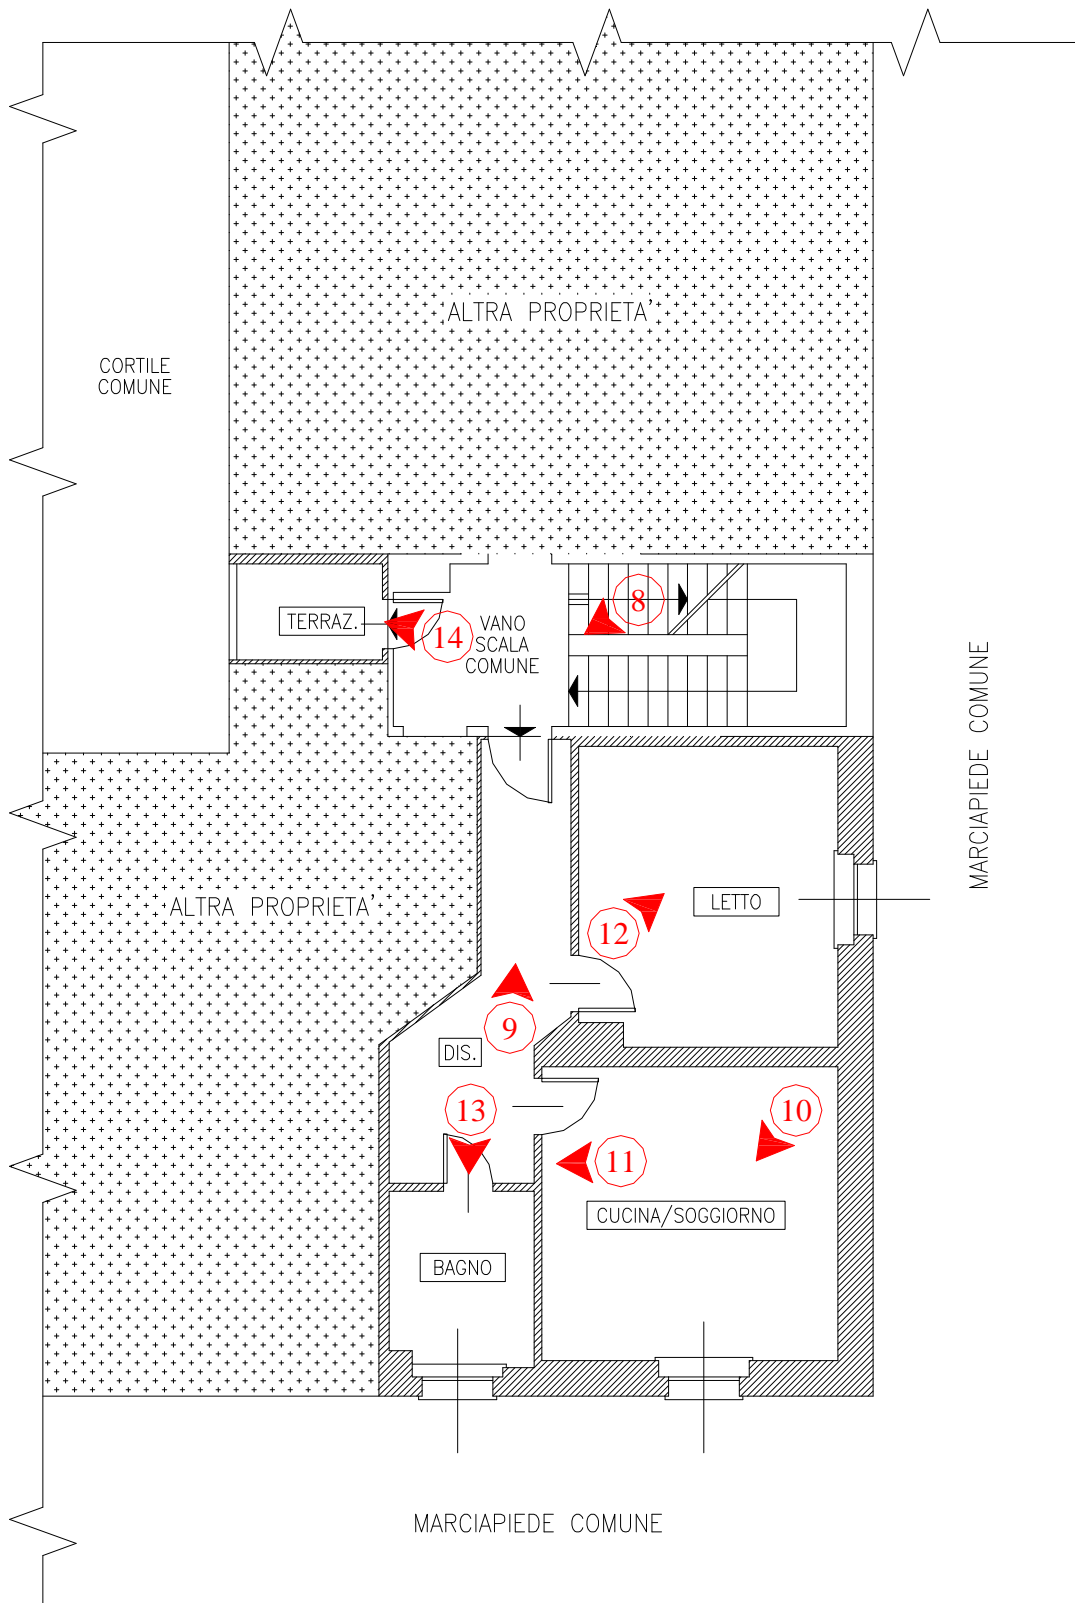 ALTRA PROPRIETA'
CORTILE
COMUNE
8
TERRAZ.
14
VANO
SCALA
COMUNE
MARCIAPIEDE COMUNE
LETTO
ALTRA PROPRIETA'
12
9
DIS.
13
10
11
CUCINA/SOGGIORNO
BAGNO
MARCIAPIEDE COMUNE